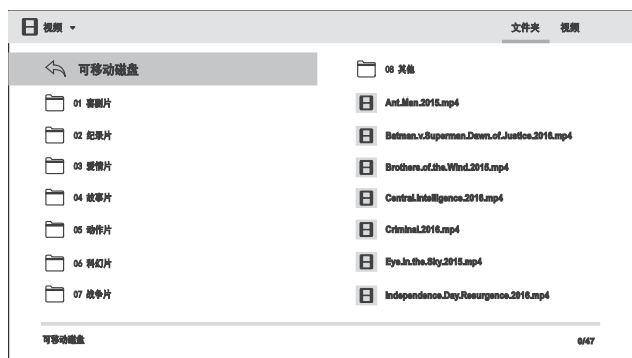 视频
文件夹 视频
可移动磁盘
01 喜剧片
02 纪录片
03 爱情片
04 故事片
05 动作片
06 科幻片
07 战争片
08 其他
Ant.Man.2015.mp4
Batman.v.Superman.Dawn.of.Justice.2016.mp4
Brothers.of.the.Wind.2015.mp4
Central.Intelligence.2016.mp4
Criminal.2016.mp4
Eye.in.the.Sky.2015.mp4
Independence.Day.Resurgence.2016.mp4
可移动磁盘
0/47